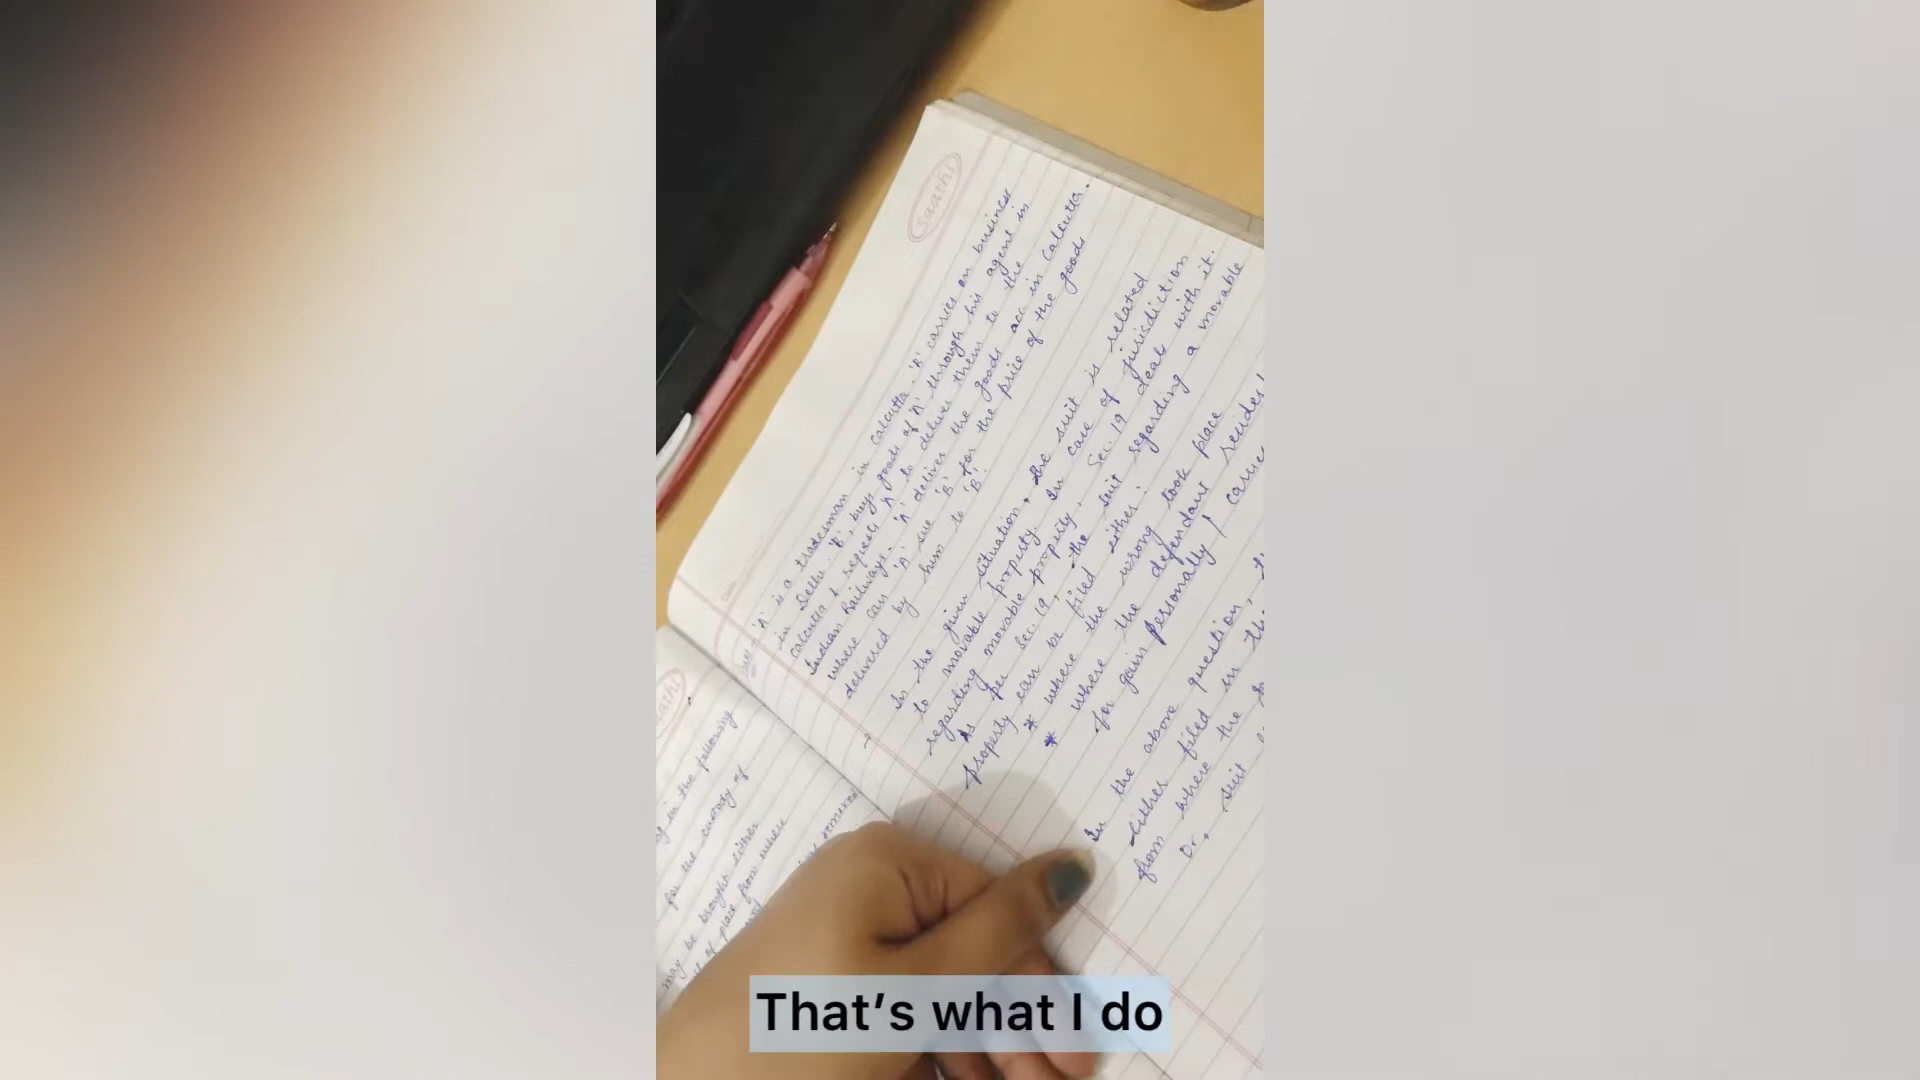 saathi
'A' is a tradesman in Calcutta. 'B' carries on business
in Delhi. 'B', buys goods of 'A' through his agent in
Calcutta & requests 'A' to deliver them to the
Indian Railways. 'A' deliver the goods acc in Calcutta.
where can 'A' sue 'B' for the price of the goods
delivered by him to 'B'.
In the given situation, the suit is related
to movable property. In case of jurisdiction
regarding movable property, Sec. 19 deals with it.
As per Sec. 19, the suit regarding a movable
property can be filed either:
* where the wrong took place
* where the defendant resides /
for gain personally / carries
In the above question,
either filed in th
from where the
Or, suit
in the following
for the custody of
may be brought either
of place from where
removed
That's what I do